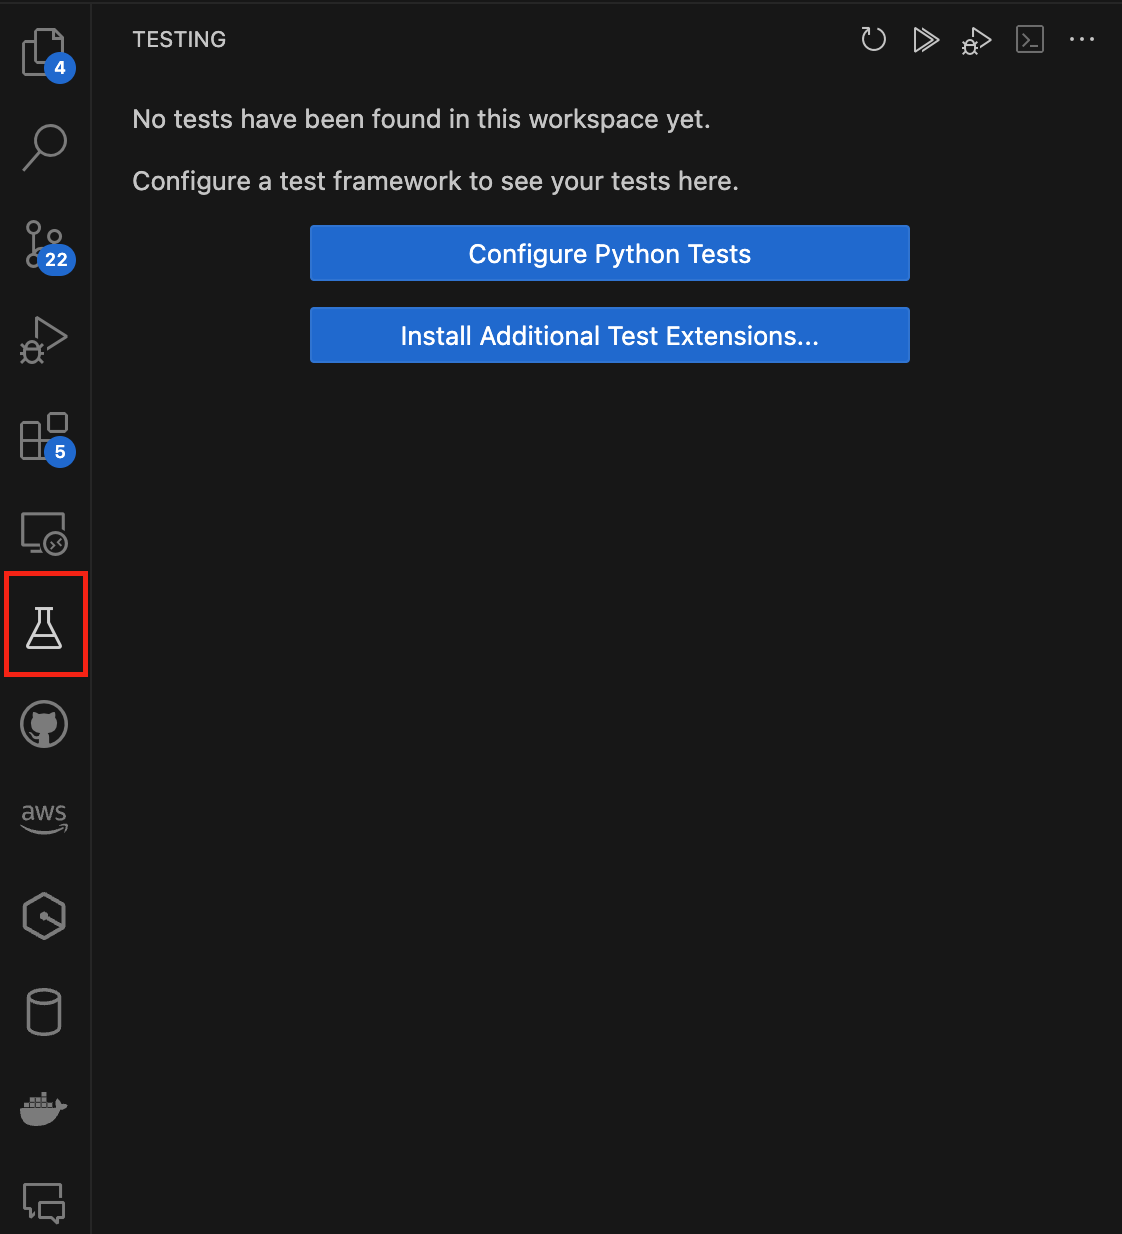 TESTING
4
No tests have been found in this workspace yet.
Configure a test framework to see your tests here.
Configure Python Tests
22
Install Additional Test Extensions...
5
aws